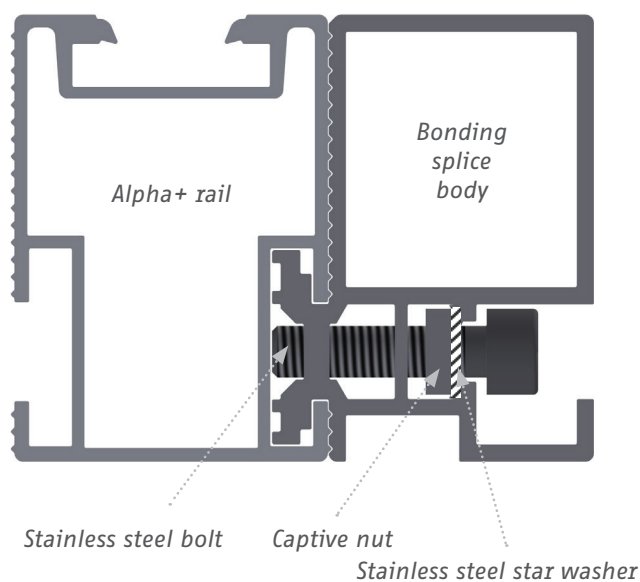 Bonding
splice
body
Alpha+ rail
Stainless steel bolt
Captive nut
Stainless steel star washer